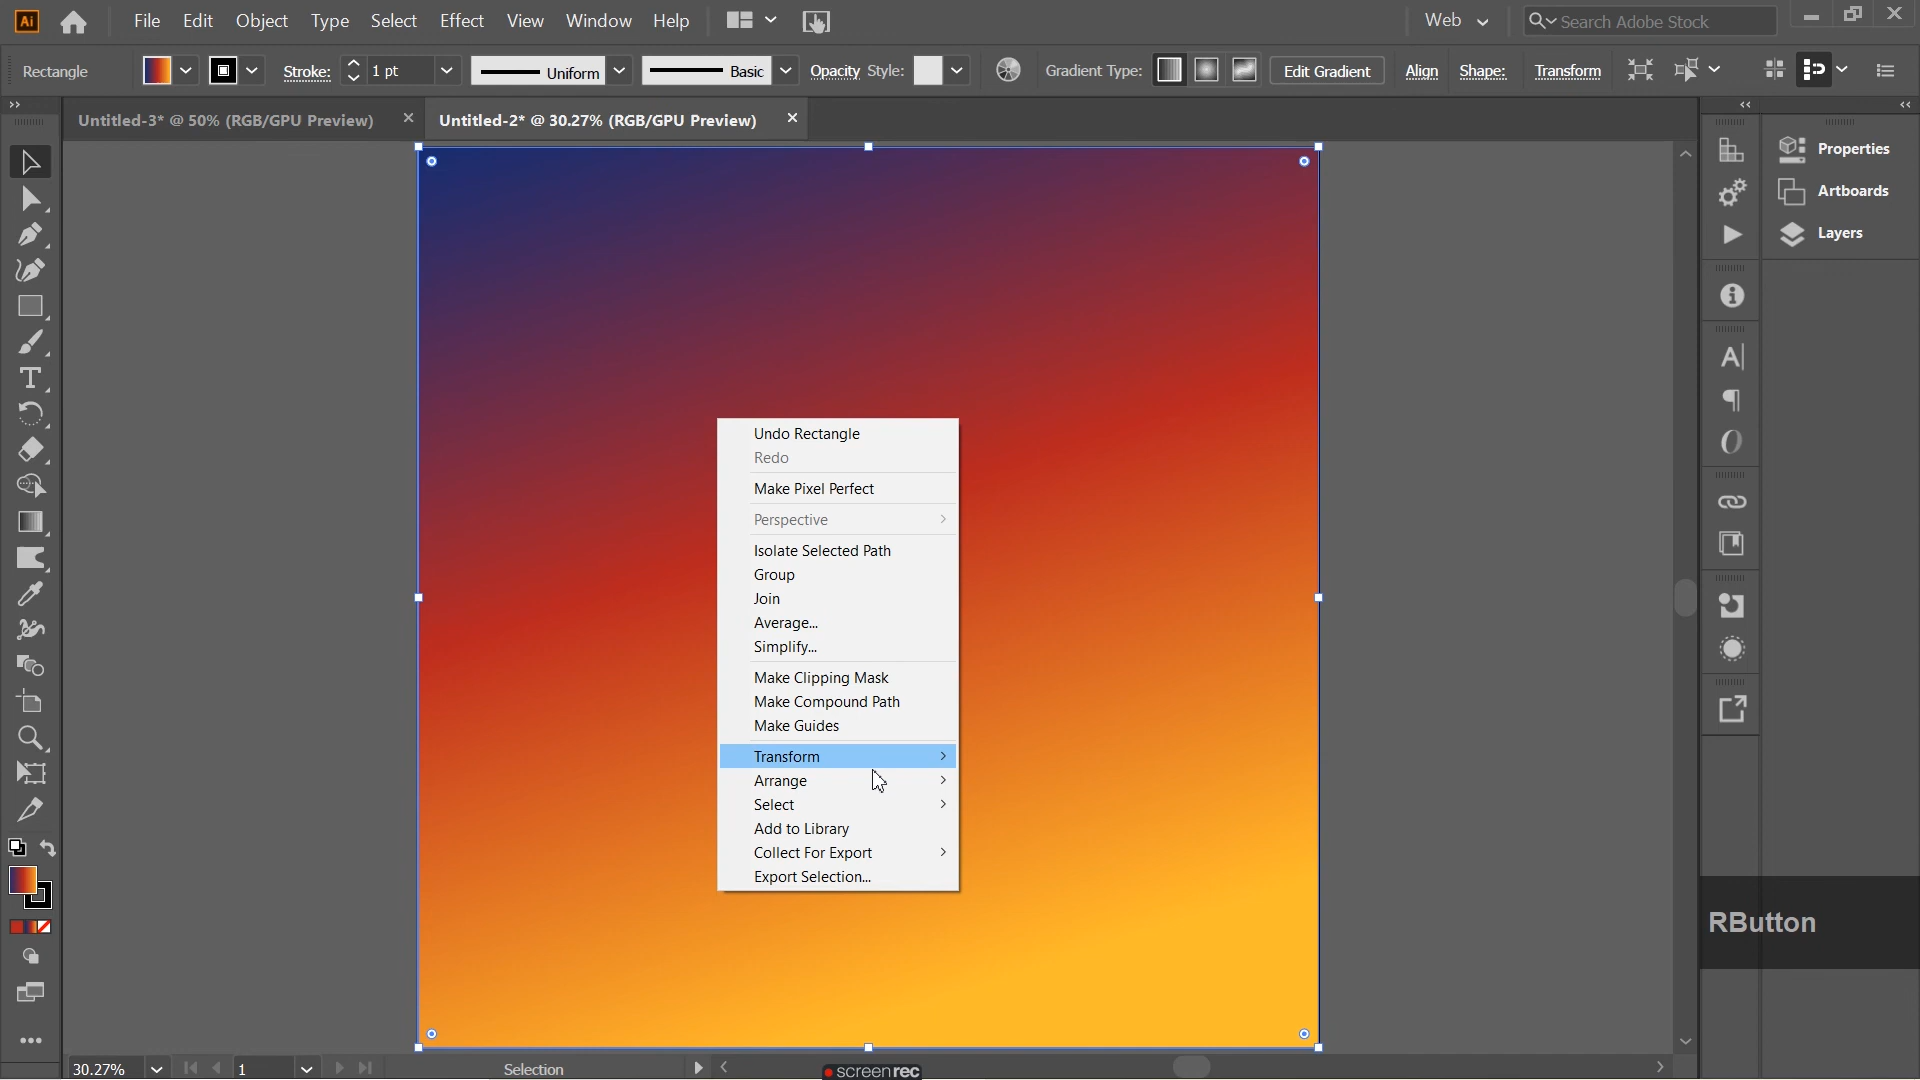 Ai File Edit Object Type Select Effect View Window Help Web Search Adobe Stock
Rectangle Stroke: 1 pt Uniform Basic Opacity Style: Gradient Type: Edit Gradient Align Shape: Transform
Untitled-3* @ 50% (RGB/GPU Preview) Untitled-2* @ 30.27% (RGB/GPU Preview)
Properties
Artboards
Layers
Undo Rectangle
Redo
Make Pixel Perfect
Perspective
Isolate Selected Path
Group
Join
Average...
Simplify...
Make Clipping Mask
Make Compound Path
Make Guides
Transform
Arrange
Select
Add to Library
Collect For Export
Export Selection...
RButton
30.27% 1 Selection
screenrec